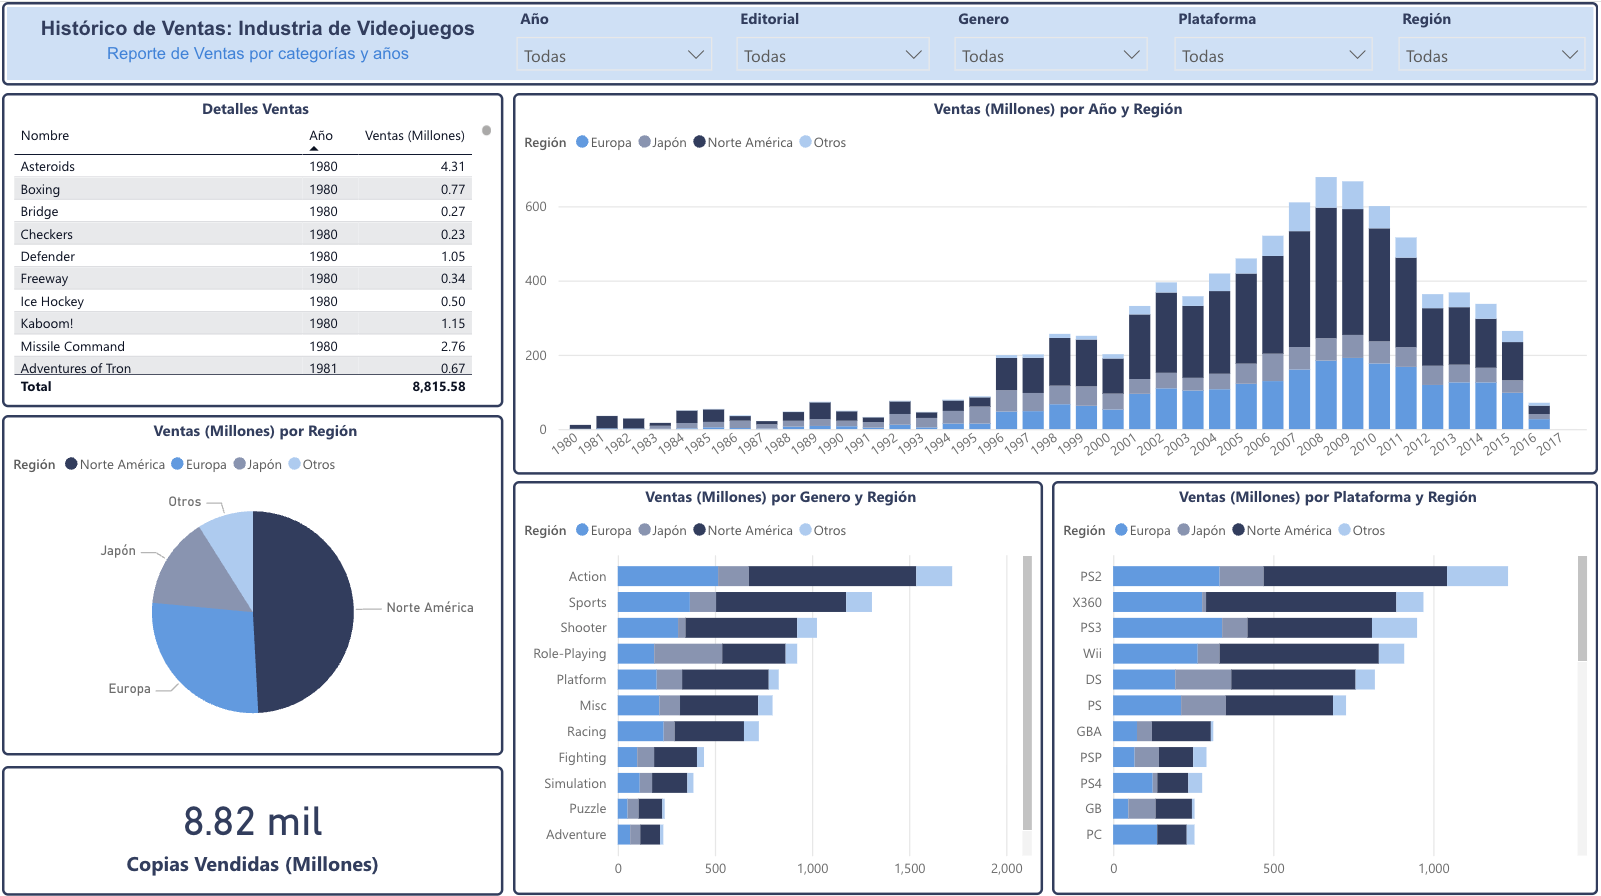 Histórico de Ventas: Industria de Videojuegos
Reporte de Ventas por categorías y años
Año
Todas
Editorial
Todas
Genero
Todas
Plataforma
Todas
Región
Todas
Detalles Ventas
Nombre Año Ventas (Millones)
Asteroids 1980 4.31
Boxing 1980 0.77
Bridge 1980 0.27
Checkers 1980 0.23
Defender 1980 1.05
Freeway 1980 0.34
Ice Hockey 1980 0.50
Kaboom! 1980 1.15
Missile Command 1980 2.76
Adventures of Tron 1981 0.67
Total 8,815.58
Ventas (Millones) por Región
Región Norte América Europa Japón Otros
Otros
Japón
Norte América
Europa
8.82 mil
Copias Vendidas (Millones)
Ventas (Millones) por Año y Región
Región Europa Japón Norte América Otros
600
400
200
0
1980 1981 1982 1983 1984 1985 1986 1987 1988 1989 1990 1991 1992 1993 1994 1995 1996 1997 1998 1999 2000 2001 2002 2003 2004 2005 2006 2007 2008 2009 2010 2011 2012 2013 2014 2015 2016 2017
Ventas (Millones) por Genero y Región
Región Europa Japón Norte América Otros
Action
Sports
Shooter
Role-Playing
Platform
Misc
Racing
Fighting
Simulation
Puzzle
Adventure
0 500 1,000 1,500 2,000
Ventas (Millones) por Plataforma y Región
Región Europa Japón Norte América Otros
PS2
X360
PS3
Wii
DS
PS
GBA
PSP
PS4
GB
PC
0 500 1,000